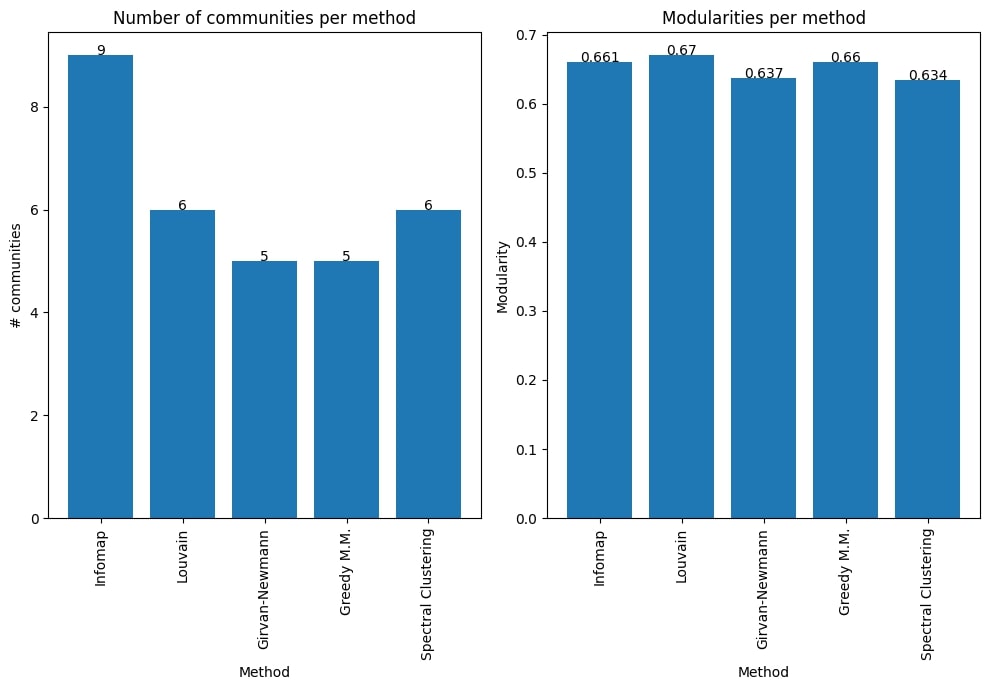 Number of communities per method
9
6
5
5
6
8
6
4
2
0
# communities
Infomap
Louvain
Girvan-Newmann
Greedy M.M.
Spectral Clustering
Method
Modularities per method
0.661
0.67
0.637
0.66
0.634
0.7
0.6
0.5
0.4
0.3
0.2
0.1
0.0
Modularity
Infomap
Louvain
Girvan-Newmann
Greedy M.M.
Spectral Clustering
Method